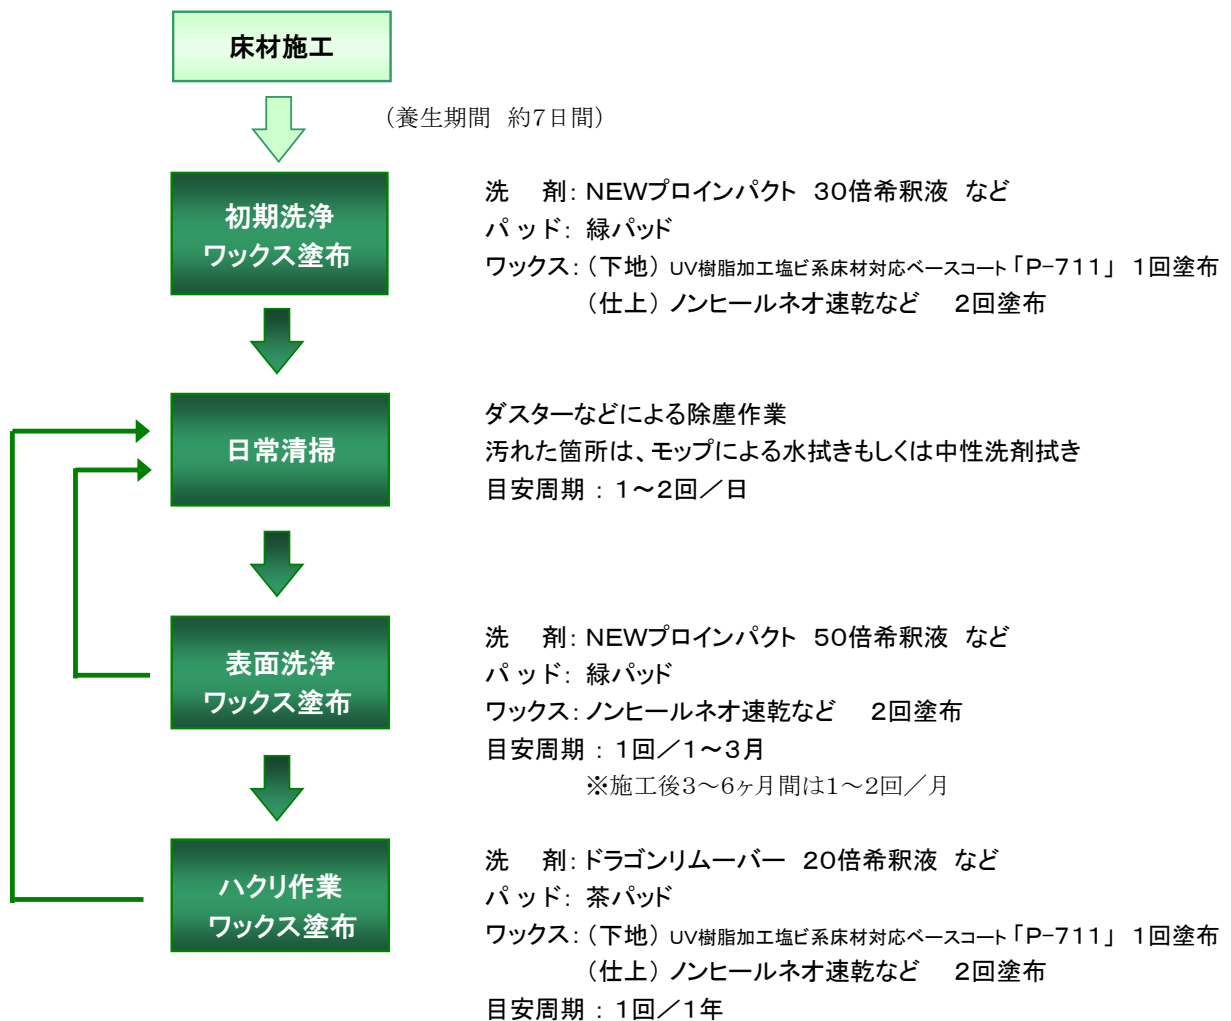 床材施工
（養生期間　約7日間）
初期洗浄
ワックス塗布
洗　剤：NEWプロインパクト　30倍希釈液　など
パッド：緑パッド
ワックス：（下地）UV樹脂加工塩ビ系床材対応ベースコート「P-711」　1回塗布
（仕上）ノンヒールネオ速乾など　2回塗布
日常清掃
ダスターなどによる除塵作業
汚れた箇所は、モップによる水拭きもしくは中性洗剤拭き
目安周期：1～2回／日
表面洗浄
ワックス塗布
洗　剤：NEWプロインパクト　50倍希釈液　など
パッド：緑パッド
ワックス：ノンヒールネオ速乾など　2回塗布
目安周期：1回／1～3月
※施工後3～6ヶ月間は1～2回／月
ハクリ作業
ワックス塗布
洗　剤：ドラゴンリムーバー　20倍希釈液　など
パッド：茶パッド
ワックス：（下地）UV樹脂加工塩ビ系床材対応ベースコート「P-711」　1回塗布
（仕上）ノンヒールネオ速乾など　2回塗布
目安周期：1回／1年